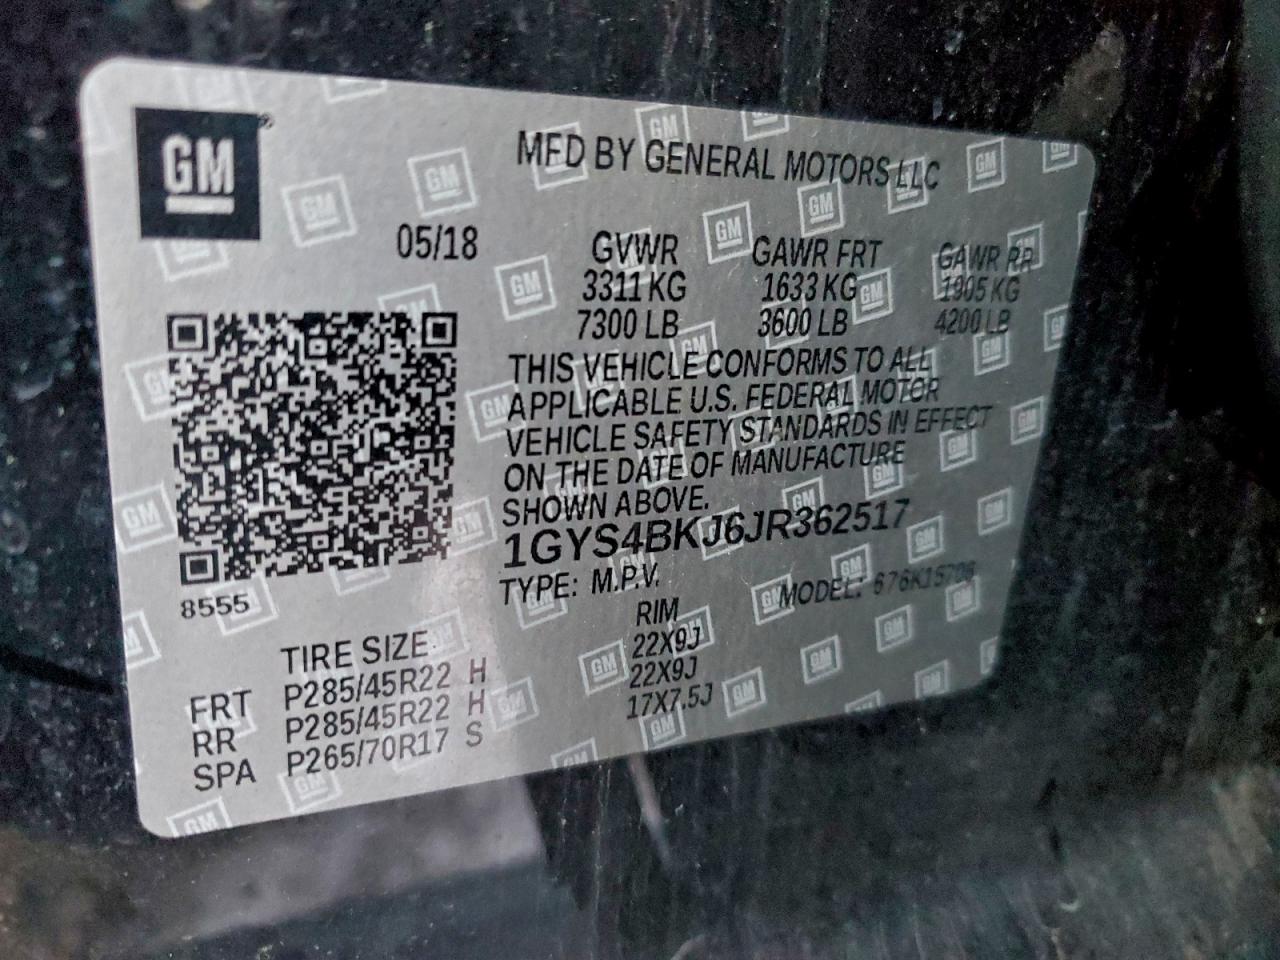 GM
MFD BY GENERAL MOTORS LLC
05/18
GVWR GAWR FRT GAWR RR
3311 KG 1633 KG 1905 KG
7300 LB 3600 LB 4200 LB
THIS VEHICLE CONFORMS TO ALL
APPLICABLE U.S. FEDERAL MOTOR
VEHICLE SAFETY STANDARDS IN EFFECT
ON THE DATE OF MANUFACTURE
SHOWN ABOVE.
1GYS4BKJ6JR362517
TYPE: M.P.V. MODEL: 676K15706
8555
TIRE SIZE RIM
FRT P285/45R22 H 22X9J
RR P285/45R22 H 22X9J
SPA P265/70R17 S 17X7.5J